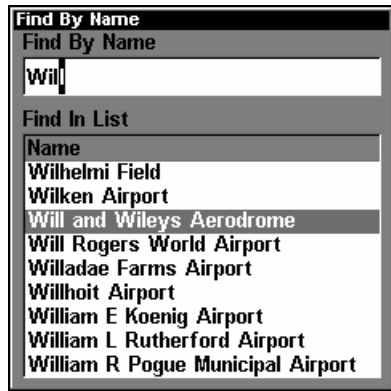 Find By Name
Find By Name
Will
Find In List
Name
Wilhelmi Field
Wilken Airport
Will and Wileys Aerodrome
Will Rogers World Airport
Willadae Farms Airport
Willhoit Airport
William E Koenig Airport
William L Rutherford Airport
William R Pogue Municipal Airport